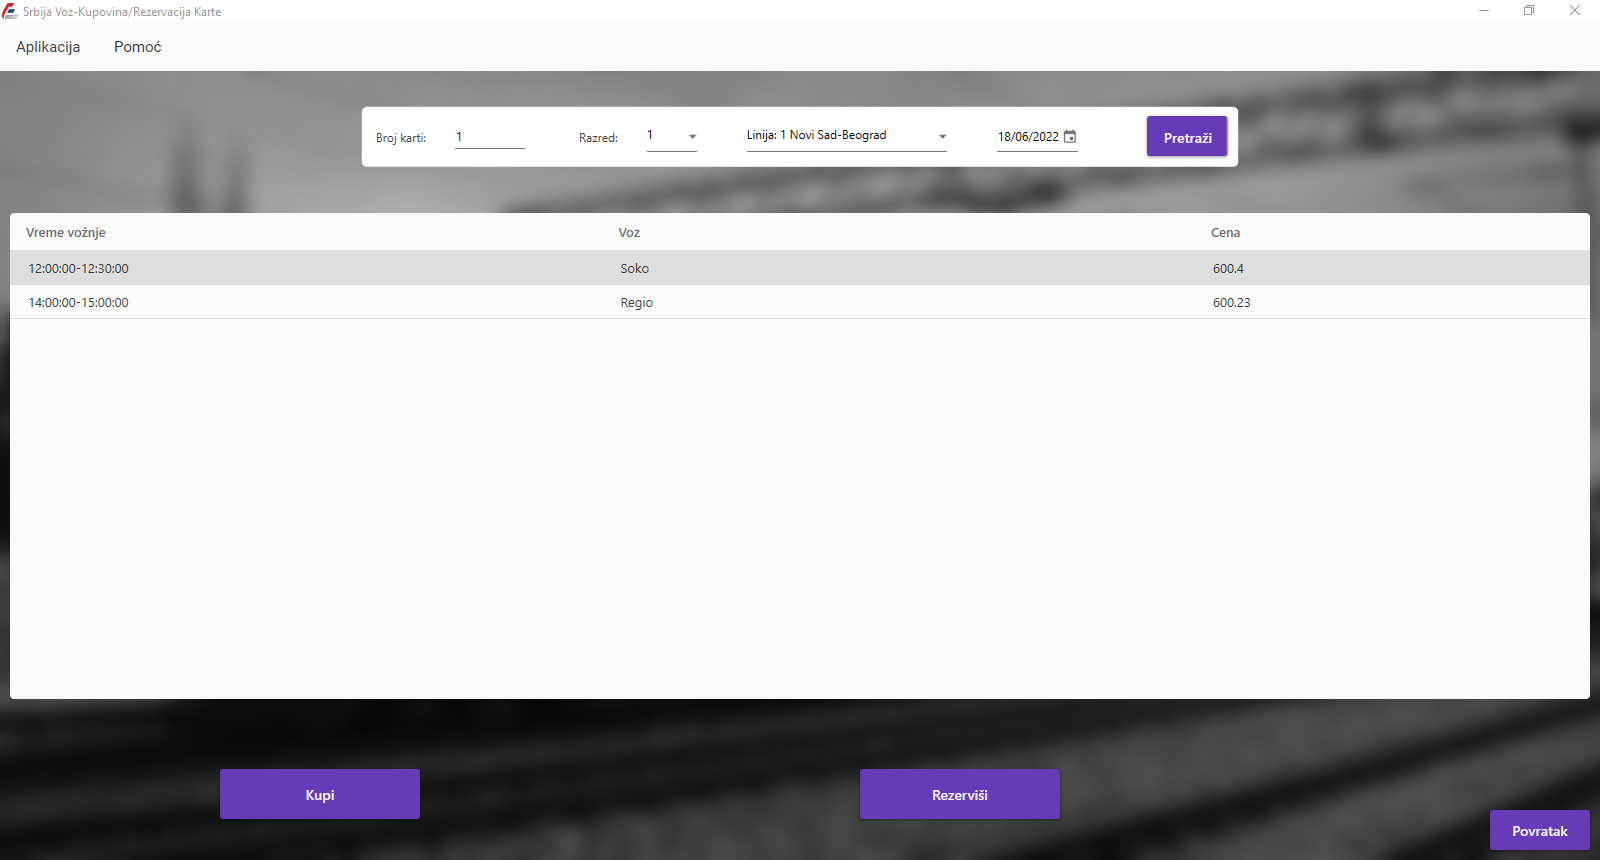 Srbija Voz-Kupovina/Rezervacija Karte
Aplikacija Pomoć
Broj karti: 1 Razred: 1 Linija: 1 Novi Sad-Beograd 18/06/2022 Pretraži
Vreme vožnje Voz Cena
12:00:00-12:30:00 Soko 600.4
14:00:00-15:00:00 Regio 600.23
Kupi Rezerviši
Povratak